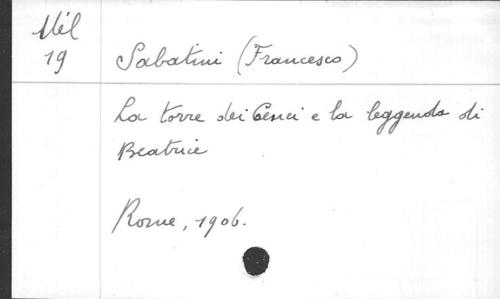 Mél
19
Sabatini (Francesco)
La torre dei Cenci e la leggenda di
Beatrice
Rome, 1906.